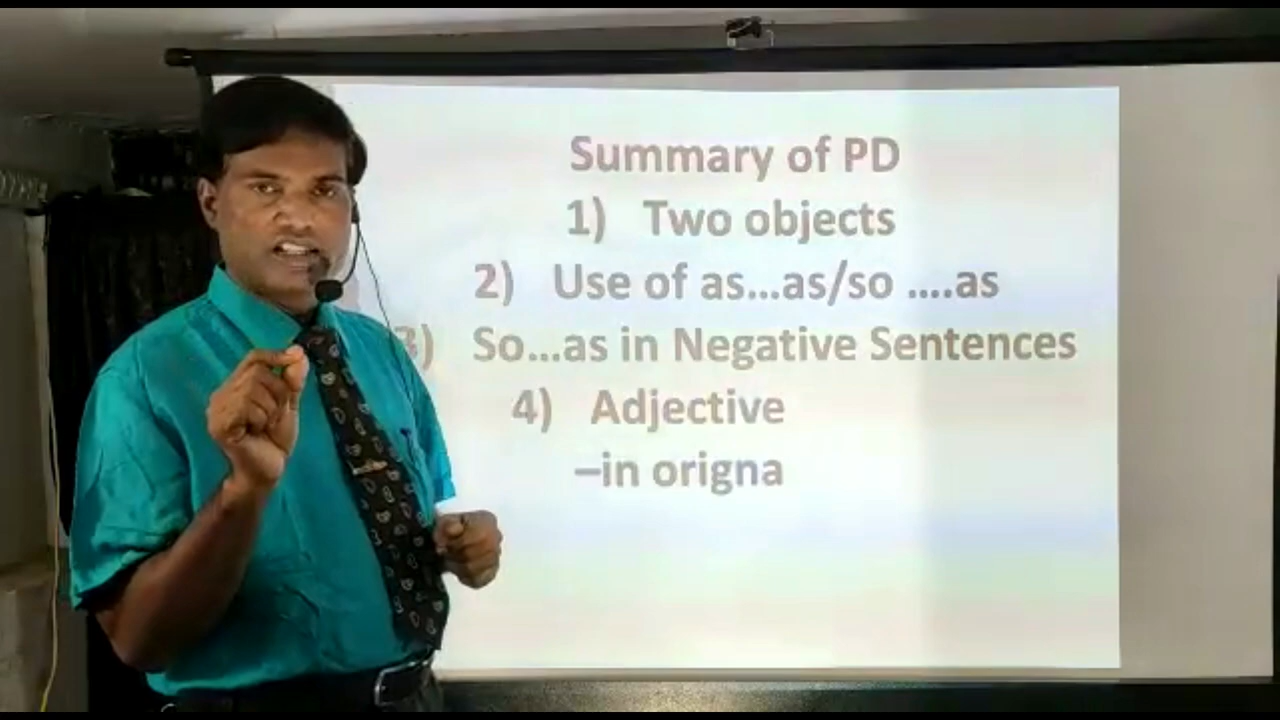 Summary of PD
1) Two objects
2) Use of as...as/so ....as
3) So...as in Negative Sentences
4) Adjective
–in origna